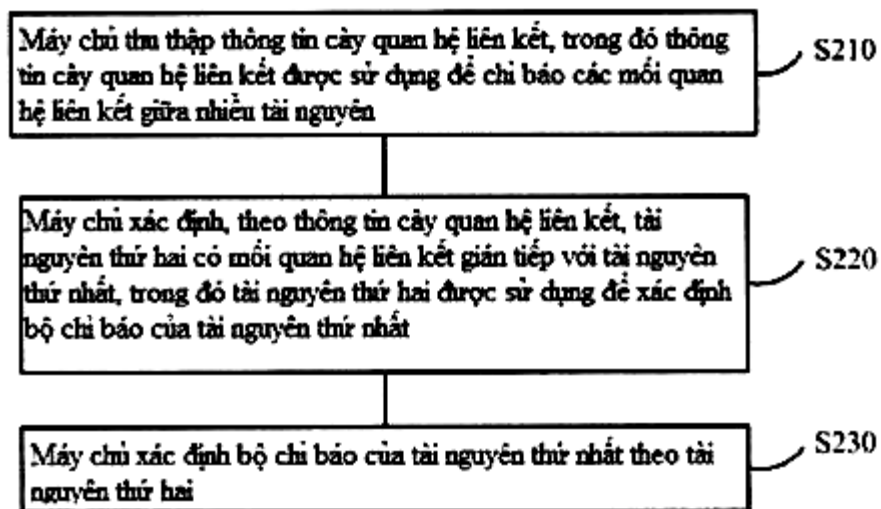 Máy chủ thu thập thông tin cây quan hệ liên kết, trong đó thông
tin cây quan hệ liên kết được sử dụng để chỉ báo các mối quan
hệ liên kết giữa nhiều tài nguyên
S210
Máy chủ xác định, theo thông tin cây quan hệ liên kết, tài
nguyên thứ hai có mối quan hệ liên kết gián tiếp với tài nguyên
thứ nhất, trong đó tài nguyên thứ hai được sử dụng để xác định
bộ chỉ báo của tài nguyên thứ nhất
S220
Máy chủ xác định bộ chỉ báo của tài nguyên thứ nhất theo tài
nguyên thứ hai
S230